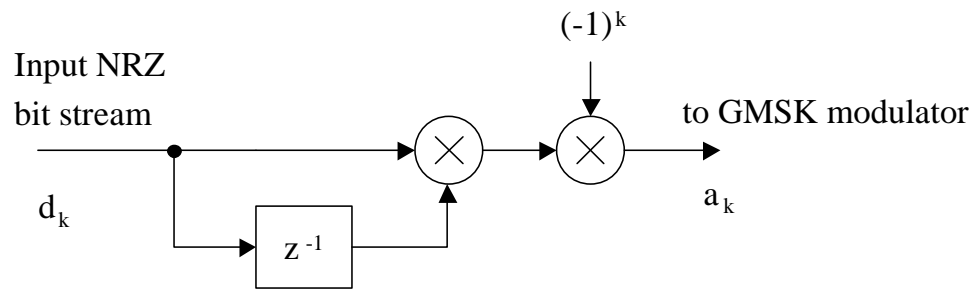 (-1)^k
Input NRZ
bit stream
to GMSK modulator
d_k
a_k
z^-1